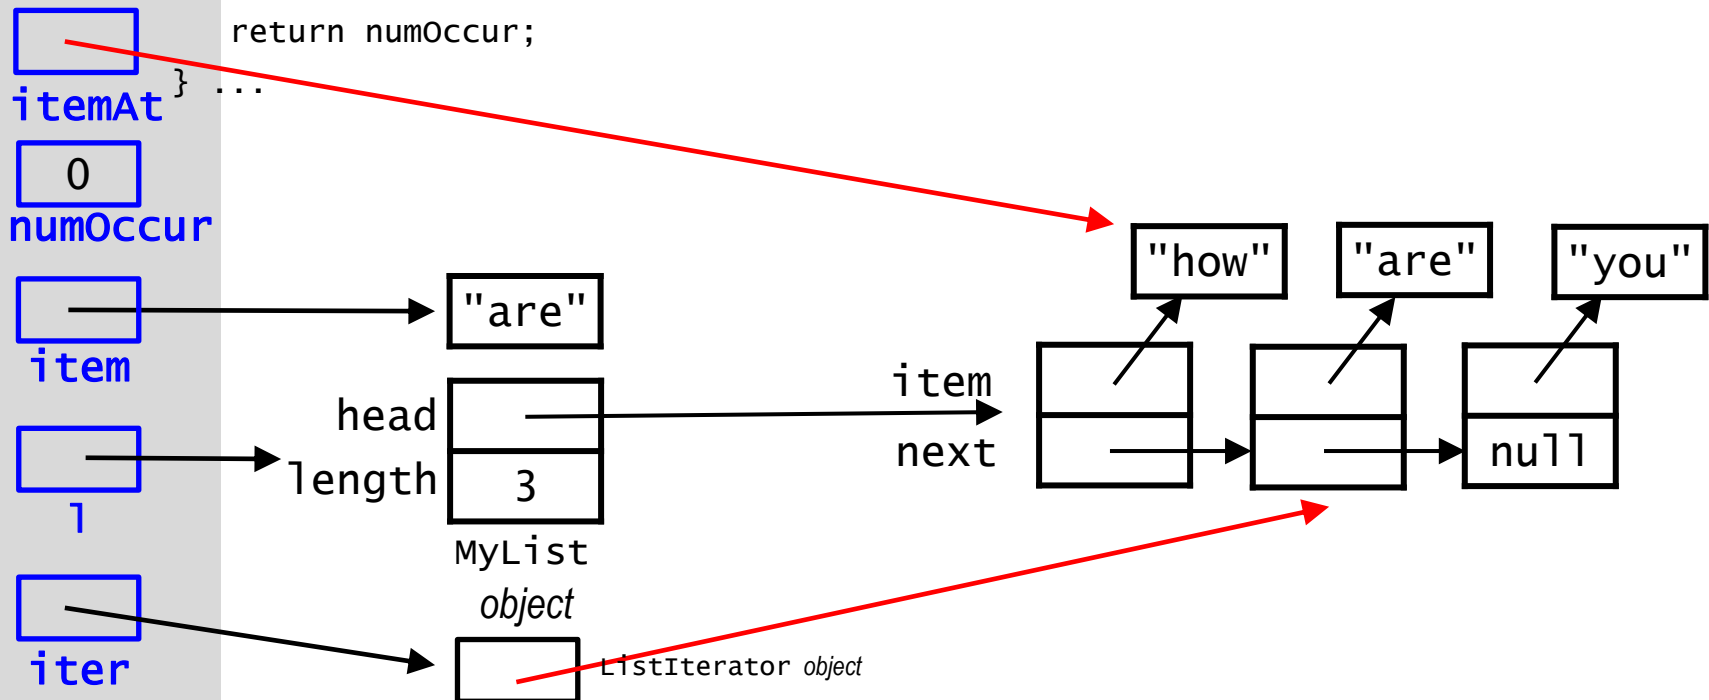 return numOccur;
} ...
itemAt
0
numOccur
"how" "are" "you"
"are"
item
item
head
next
null
length
3
l
MyList
object
iter
ListIterator object